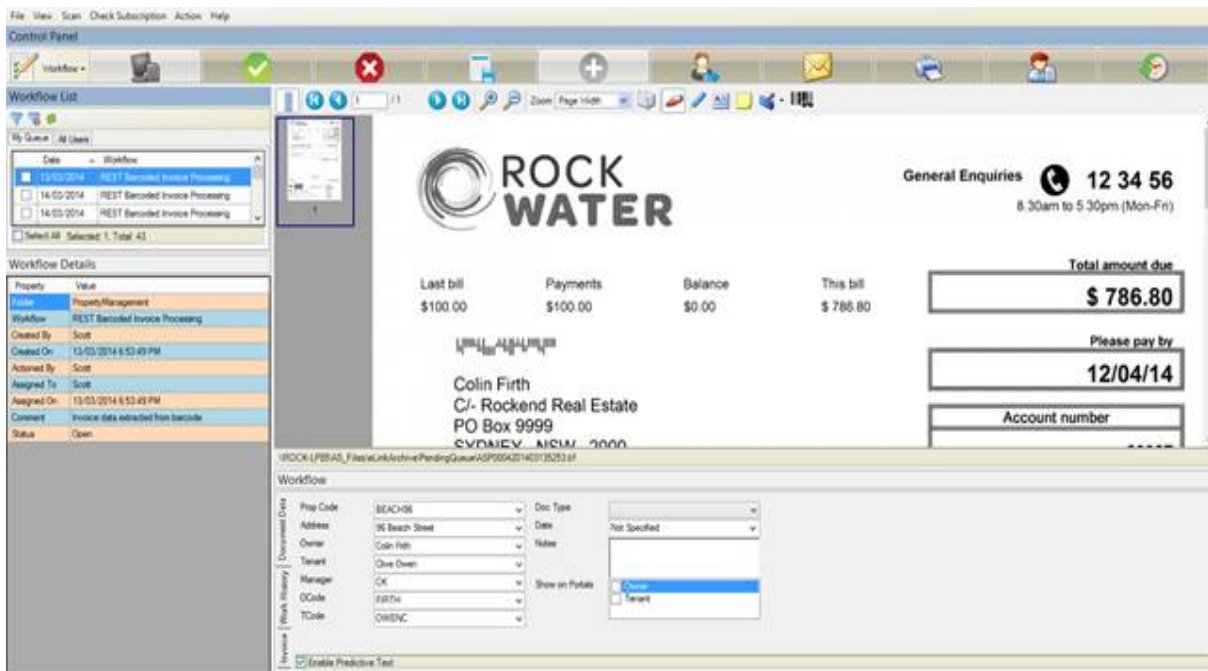 File View Scan Check Subscription Action Help
Control Panel
Workflow
Workflow List
My Queue All Users
Date Workflow
13/03/2014 REST Barcoded Invoice Processing
14/03/2014 REST Barcoded Invoice Processing
14/03/2014 REST Barcoded Invoice Processing
Select All Selected: 1, Total: 43
Workflow Details
Property Value
Folder PropertyManagement
Workflow REST Barcoded Invoice Processing
Created By Scott
Created On 13/03/2014 6:53:49 PM
Actioned By Scott
Assigned To Scott
Assigned On 13/03/2014 6:53:49 PM
Comment Invoice data extracted from barcode
Status Open
1 / 1 Zoom Page Width
1
ROCK
WATER
General Enquiries 12 34 56
8.30am to 5.30pm (Mon-Fri)
Last bill Payments Balance This bill
$100.00 $100.00 $0.00 $ 786.80
Total amount due
$ 786.80
Please pay by
12/04/14
Account number
Colin Firth
C/- Rockend Real Estate
PO Box 9999
SYDNEY NSW 2000
Workflow
Document Data
Work History
Invoice
Prop Code BEACH96
Address 96 Beach Street
Owner Colin Firth
Tenant Clive Owen
Manager CK
OCode FIRTH
TCode OWENC
Doc Type
Date Not Specified
Notes
Show on Portals Owner
Tenant
Enable Predictive Text